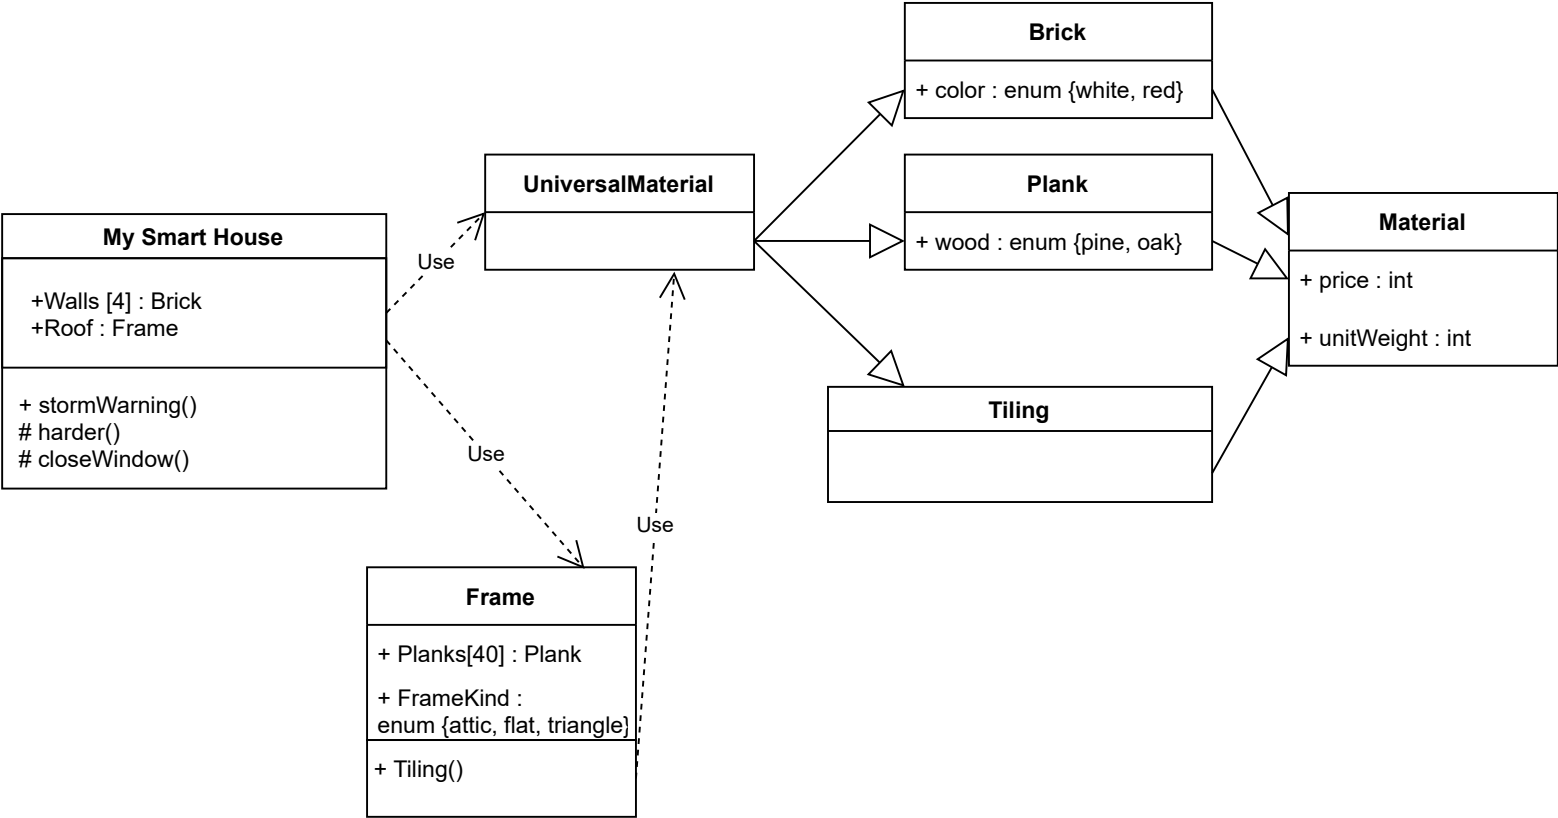 Brick
+ color : enum {white, red}
UniversalMaterial
Plank
+ wood : enum {pine, oak}
Material
+ price : int
+ unitWeight : int
My Smart House
+Walls [4] : Brick
+Roof : Frame
+ stormWarning()
# harder()
# closeWindow()
Use
Use
Use
Tiling
Frame
+ Planks[40] : Plank
+ FrameKind :
enum {attic, flat, triangle}
+ Tiling()